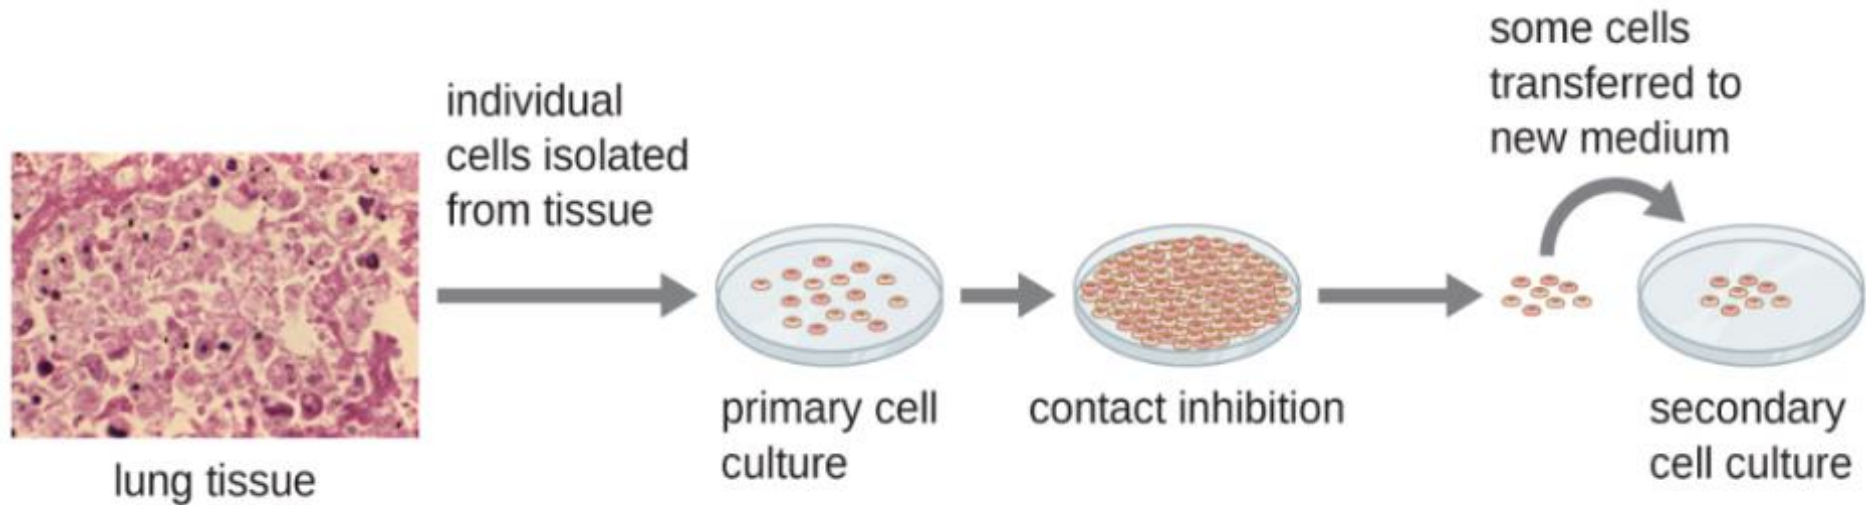 lung tissue
individual
cells isolated
from tissue
primary cell
culture
contact inhibition
some cells
transferred to
new medium
secondary
cell culture